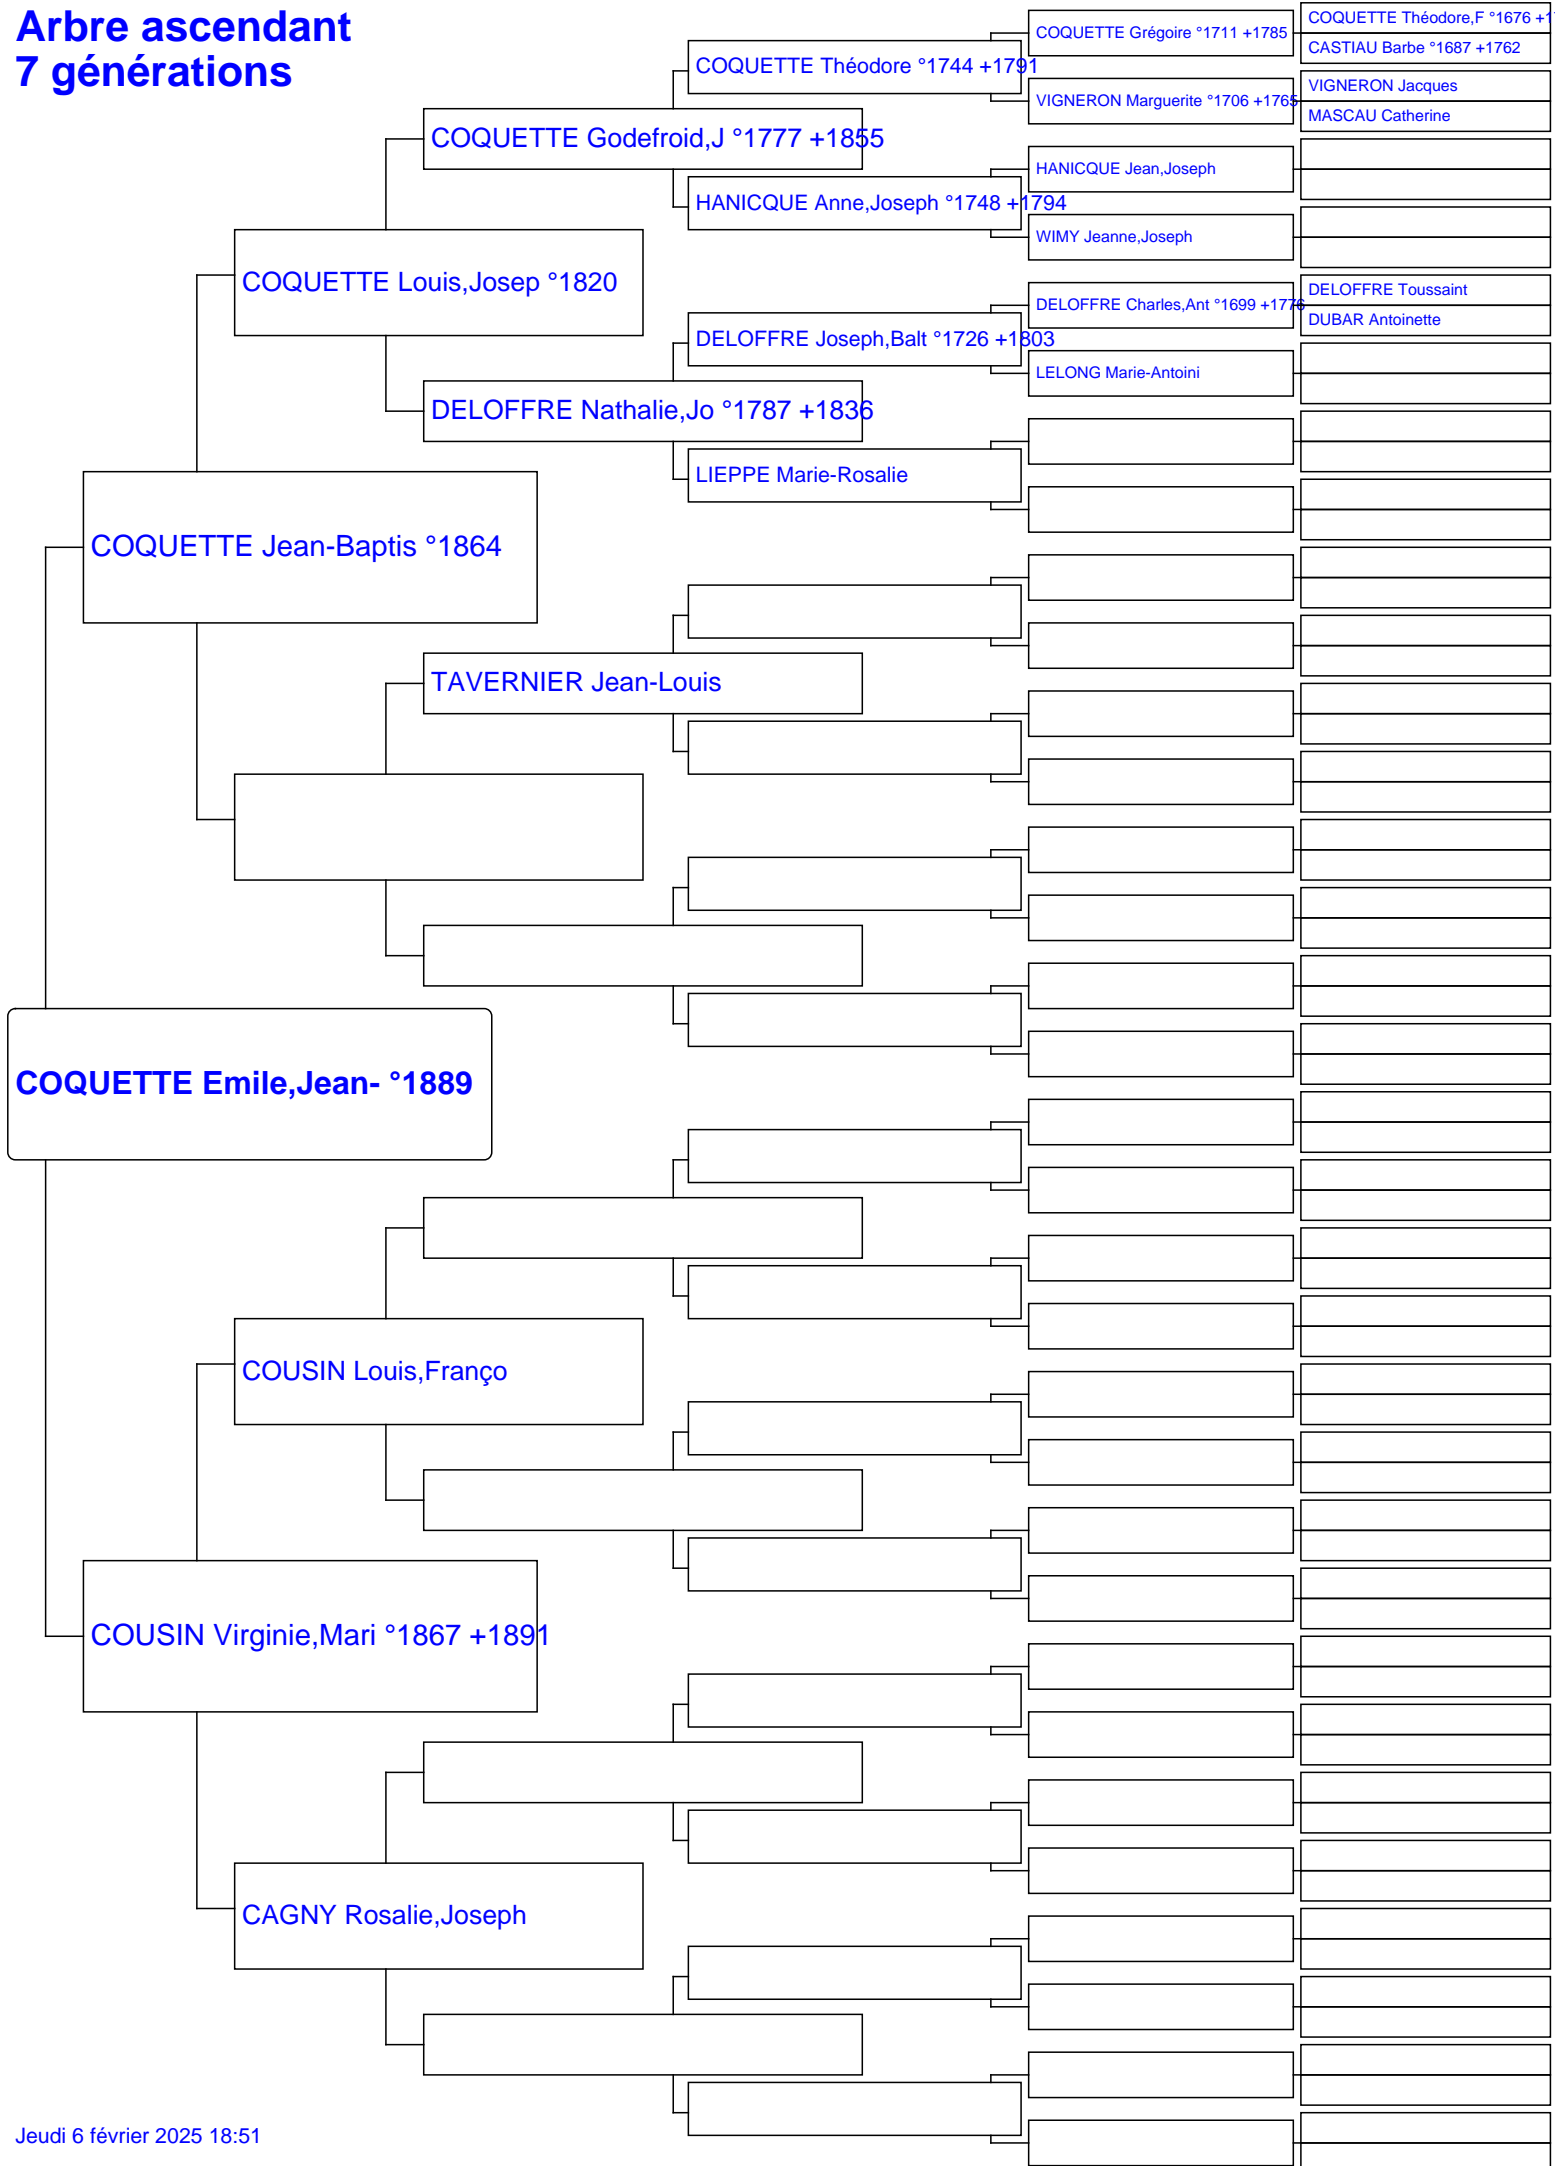 Arbre ascendant
7 générations
COQUETTE Théodore,F °1676 +1
CASTIAU Barbe °1687 +1762
COQUETTE Grégoire °1711 +1785
COQUETTE Théodore °1744 +1791
VIGNERON Jacques
VIGNERON Marguerite °1706 +1765
MASCAU Catherine
COQUETTE Godefroid,J °1777 +1855
HANICQUE Jean,Joseph
HANICQUE Anne,Joseph °1748 +1794
WIMY Jeanne,Joseph
COQUETTE Louis,Josep °1820
DELOFFRE Toussaint
DELOFFRE Charles,Ant °1699 +1776
DUBAR Antoinette
DELOFFRE Joseph,Balt °1726 +1803
LELONG Marie-Antoini
DELOFFRE Nathalie,Jo °1787 +1836
LIEPPE Marie-Rosalie
COQUETTE Jean-Baptis °1864
TAVERNIER Jean-Louis
COQUETTE Emile,Jean- °1889
COUSIN Louis,Franço
COUSIN Virginie,Mari °1867 +1891
CAGNY Rosalie,Joseph
Jeudi 6 février 2025 18:51